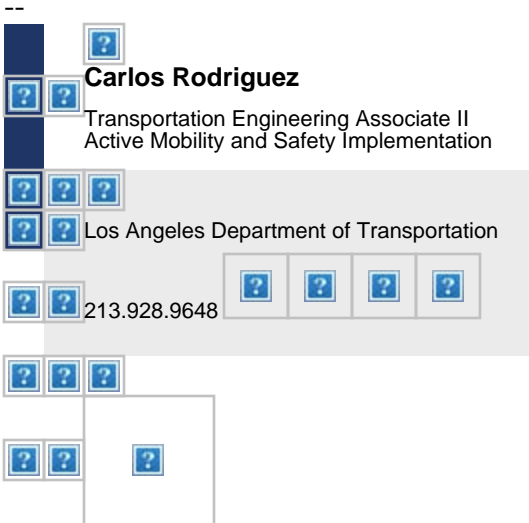 --
Carlos Rodriguez
Transportation Engineering Associate II
Active Mobility and Safety Implementation
Los Angeles Department of Transportation
213.928.9648